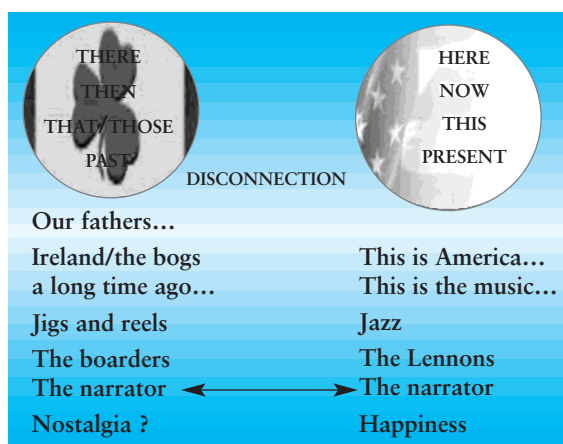 THERE
THEN
THAT/THOSE
PAST
HERE
NOW
THIS
PRESENT
DISCONNECTION
Our fathers…
Ireland/the bogs
a long time ago…
Jigs and reels
The boarders
The narrator
Nostalgia ?
This is America…
This is the music…
Jazz
The Lennons
The narrator
Happiness